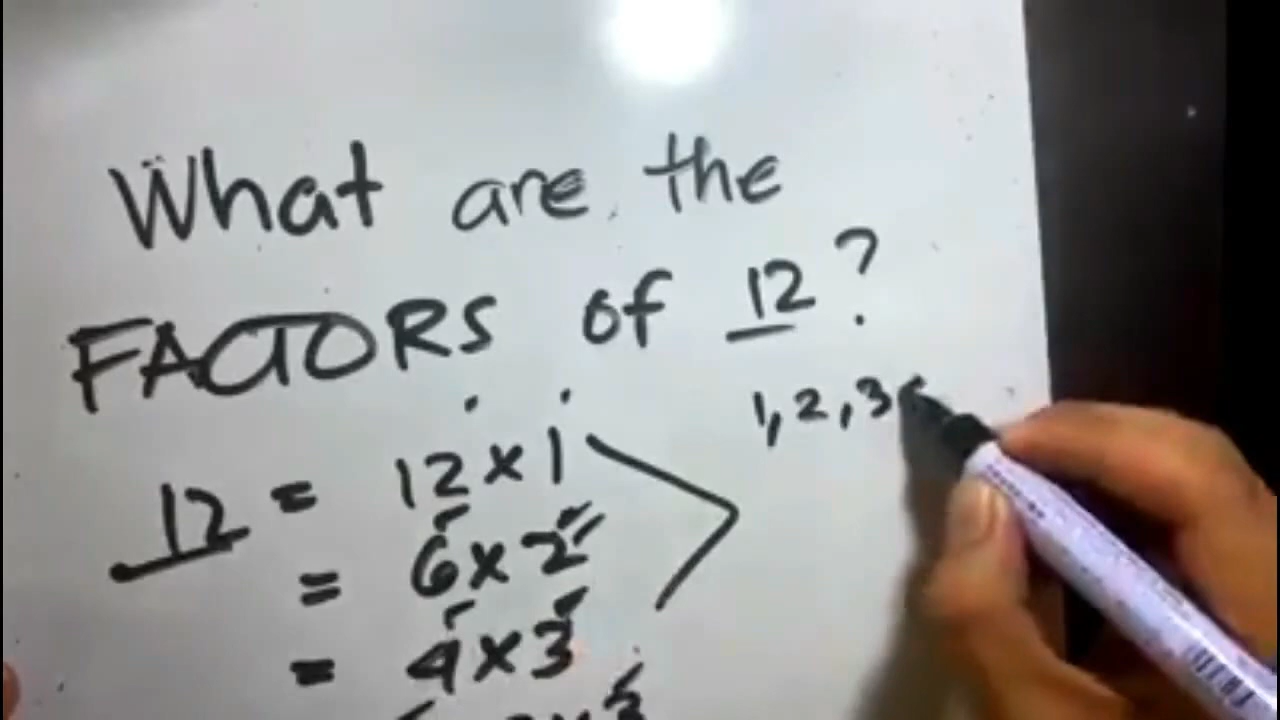 What are the
FACTORS of 12?
1, 2, 3
12 = 12 x 1
= 6 x 2
= 4 x 3